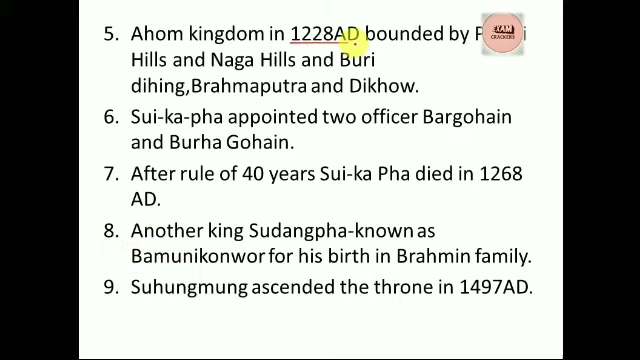 5. Ahom kingdom in 1228AD bounded by
Hills and Naga Hills and Buri
dihing,Brahmaputra and Dikhow.
6. Sui-ka-pha appointed two officer Bargohain
and Burha Gohain.
7. After rule of 40 years Sui-ka Pha died in 1268
AD.
8. Another king Sudangpha-known as
Bamunikonwor for his birth in Brahmin family.
9. Suhungmung ascended the throne in 1497AD.
EXAM
CRACKERS